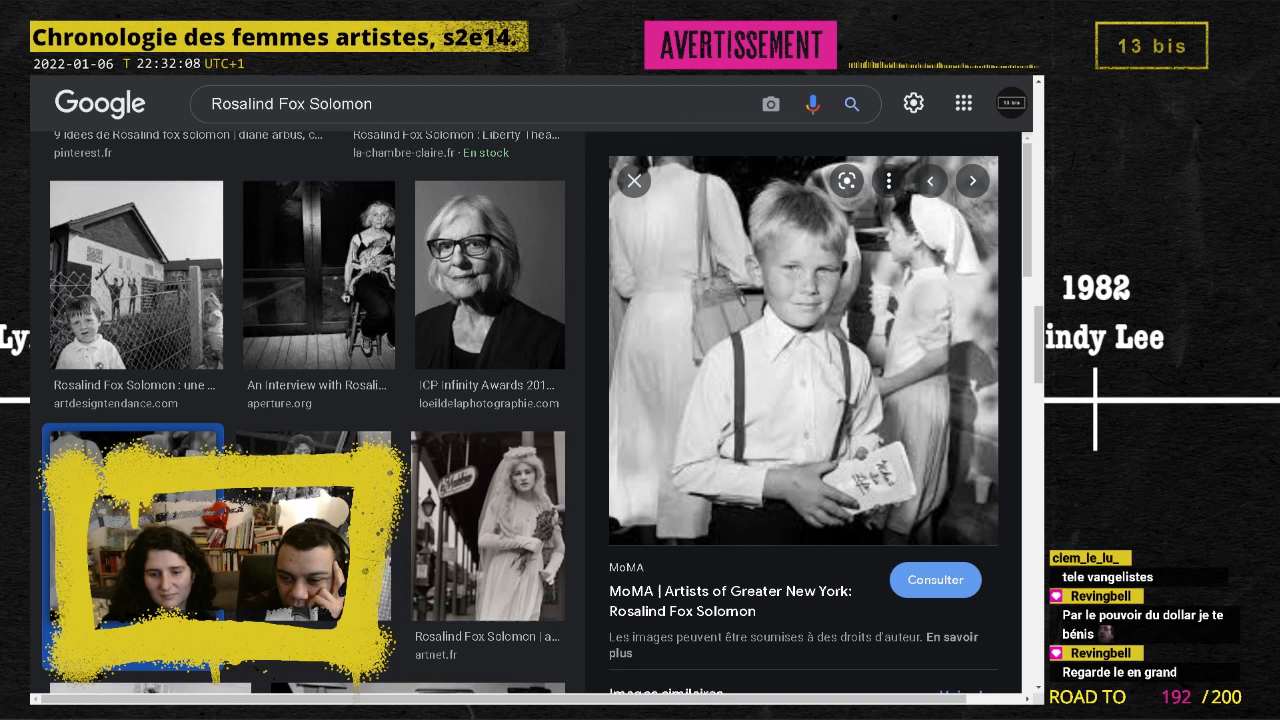 Chronologie des femmes artistes, s2e14.
2022-01-06 T 22:32:08 UTC+1
AVERTISSEMENT
13 bis
Google
Rosalind Fox Solomon
13 bis
9 idées de Rosalind fox solomon | diane arbus, c...
pinterest.fr
Rosalind Fox Solomon : Liberty Thea...
la-chambre-claire.fr · En stock
Rosalind Fox Solomon : une ...
artdesigntendance.com
An Interview with Rosali...
aperture.org
ICP Infinity Awards 201...
loeildelaphotographie.com
Rosalind Fox Solomon | a...
artnet.fr
MoMA
MoMA | Artists of Greater New York:
Rosalind Fox Solomon
Consulter
Les images peuvent être soumises à des droits d'auteur. En savoir
plus
Images similaires
Ly
1982
indy Lee
clem_le_lu_
tele vangelistes
Revingbell
Par le pouvoir du dollar je te
bénis
Revingbell
Regarde le en grand
ROAD TO 192 / 200